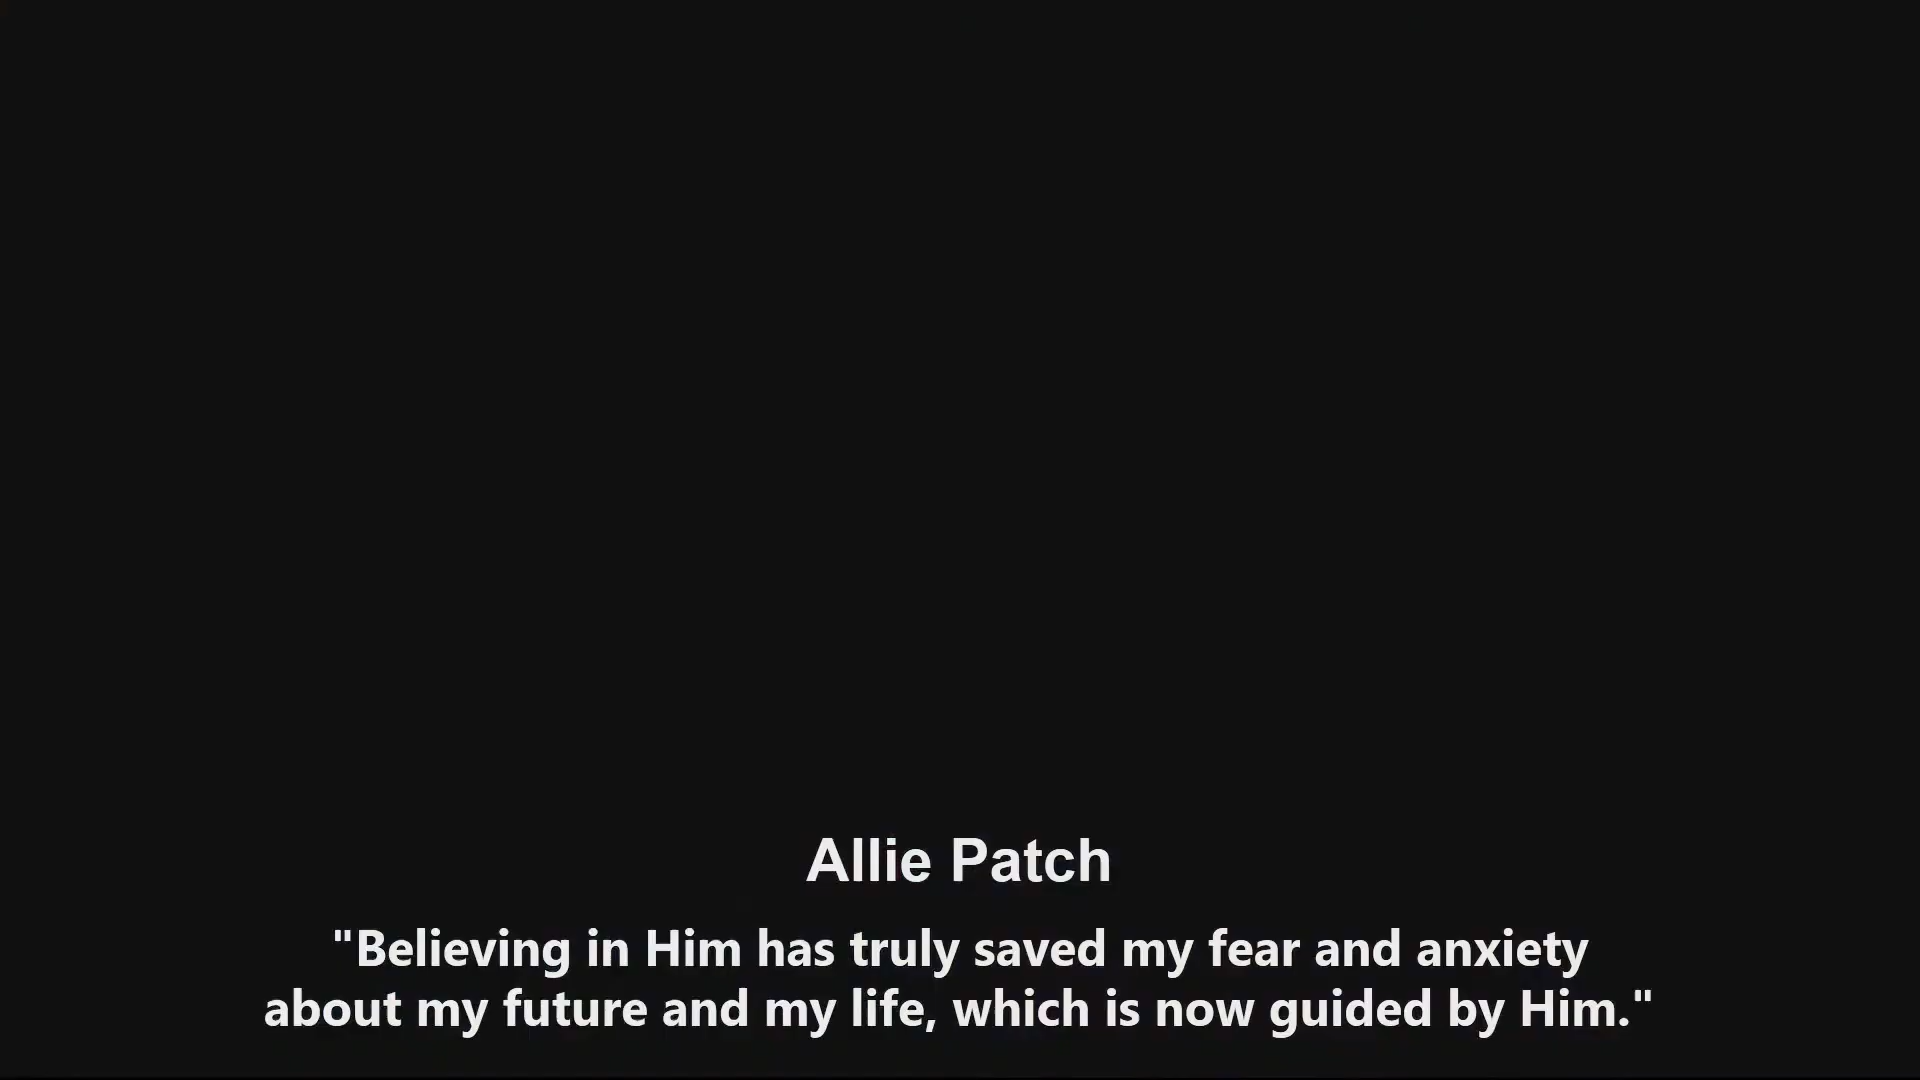 Allie Patch
"Believing in Him has truly saved my fear and anxiety
about my future and my life, which is now guided by Him."